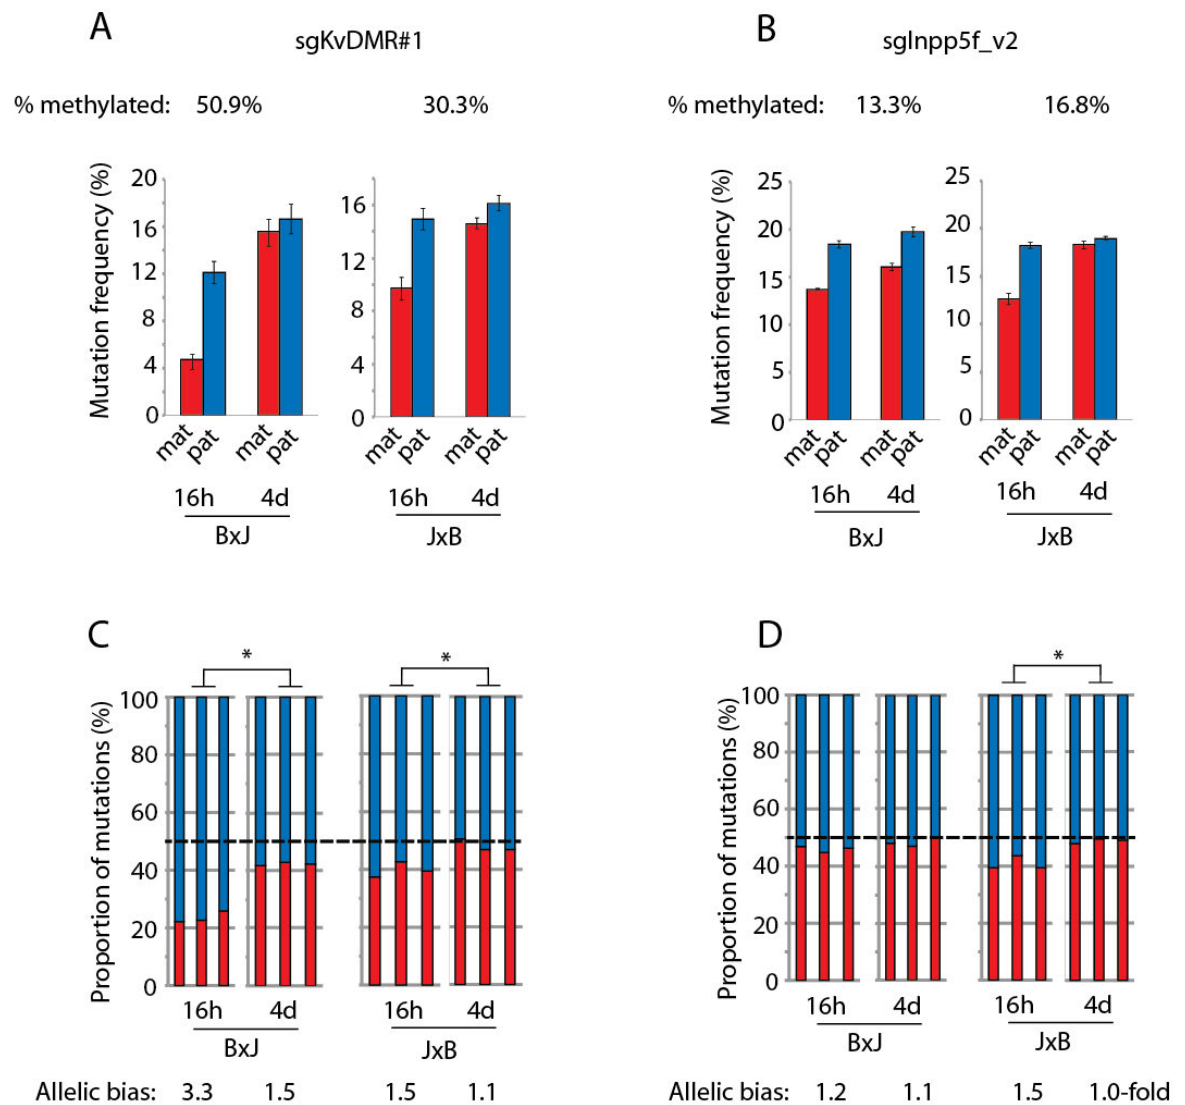 A
sgKvDMR#1
% methylated: 50.9% 30.3%
Mutation frequency (%)
20
16
12
8
4
0
16
12
8
4
0
mat pat mat pat mat pat mat pat
16h 4d 16h 4d
BxJ JxB
B
sgInpp5f_v2
% methylated: 13.3% 16.8%
Mutation frequency (%)
25
20
15
10
5
0
25
20
15
10
5
0
mat pat mat pat mat pat mat pat
16h 4d 16h 4d
BxJ JxB
C
* *
Proportion of mutations (%)
100
80
60
40
20
0
16h 4d 16h 4d
BxJ JxB
Allelic bias: 3.3 1.5 1.5 1.1
D
*
Proportion of mutations (%)
100
80
60
40
20
0
16h 4d 16h 4d
BxJ JxB
Allelic bias: 1.2 1.1 1.5 1.0-fold